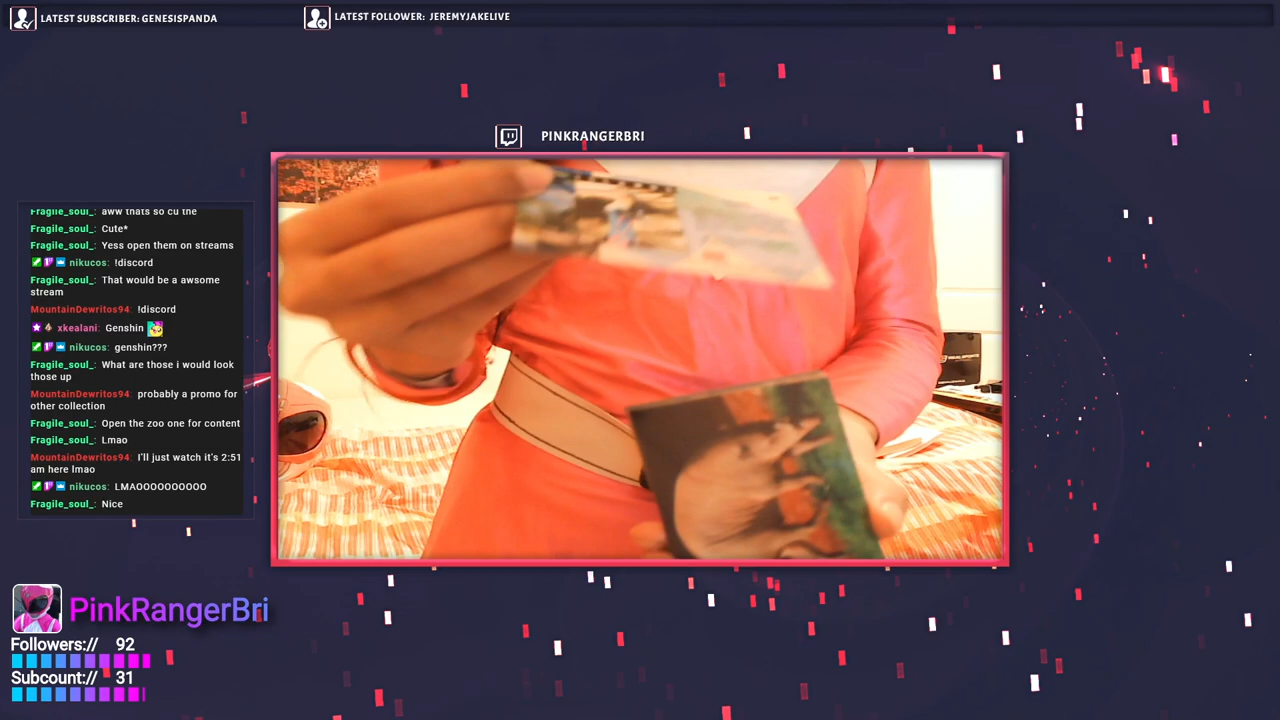 LATEST SUBSCRIBER: GENESISPANDA
LATEST FOLLOWER: JEREMYJAKELIVE
PINKRANGERBRI
Fragile_soul_: aww thats so cu the
Fragile_soul_: Cute*
Fragile_soul_: Yess open them on streams
nikucos: !discord
Fragile_soul_: That would be a awsome
stream
MountainDewritos94: !discord
xkealani: Genshin
nikucos: genshin???
Fragile_soul_: What are those i would look
those up
MountainDewritos94: probably a promo for
other collection
Fragile_soul_: Open the zoo one for content
Fragile_soul_: Lmao
MountainDewritos94: I'll just watch it's 2:51
am here lmao
nikucos: LMAOOOOOOOOOO
Fragile_soul_: Nice
PinkRangerBri
Followers:// 92
Subcount:// 31